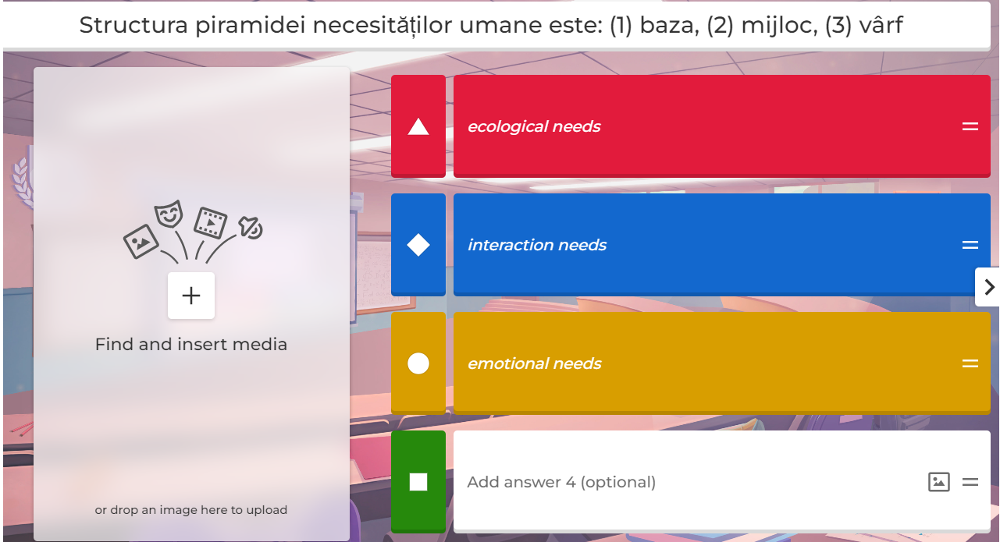 Structura piramidei necesităților umane este: (1) baza, (2) mijloc, (3) vârf
ecological needs
interaction needs
emotional needs
Add answer 4 (optional)
Find and insert media
or drop an image here to upload